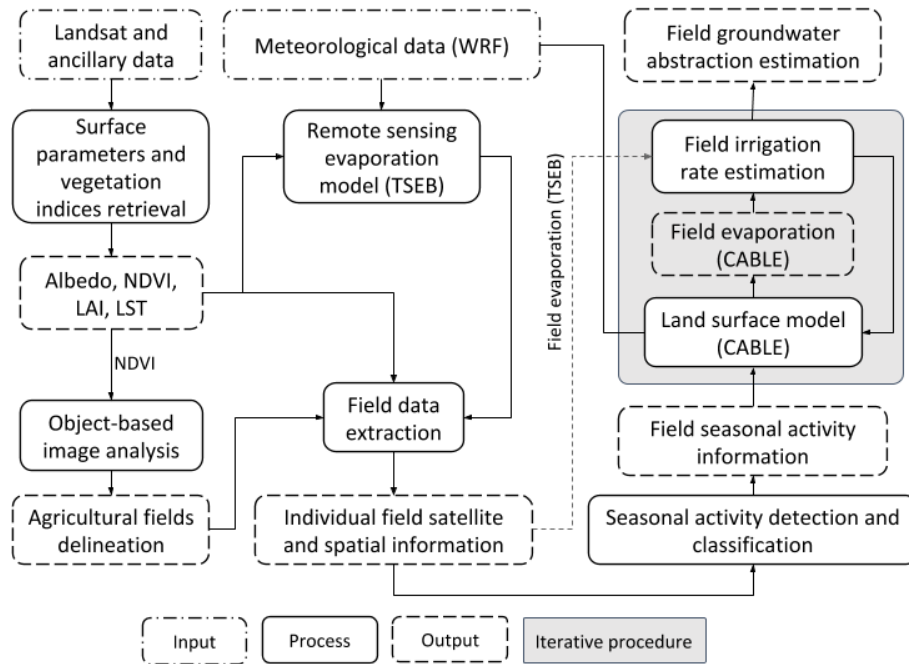 Landsat and
ancillary data
Meteorological data (WRF)
Field groundwater
abstraction estimation
Surface
parameters and
vegetation
indices retrieval
Remote sensing
evaporation
model (TSEB)
Field irrigation
rate estimation
Field evaporation (TSEB)
Field evaporation
(CABLE)
Albedo, NDVI,
LAI, LST
Land surface model
(CABLE)
NDVI
Object-based
image analysis
Field data
extraction
Field seasonal activity
information
Agricultural fields
delineation
Individual field satellite
and spatial information
Seasonal activity detection and
classification
Input
Process
Output
Iterative procedure